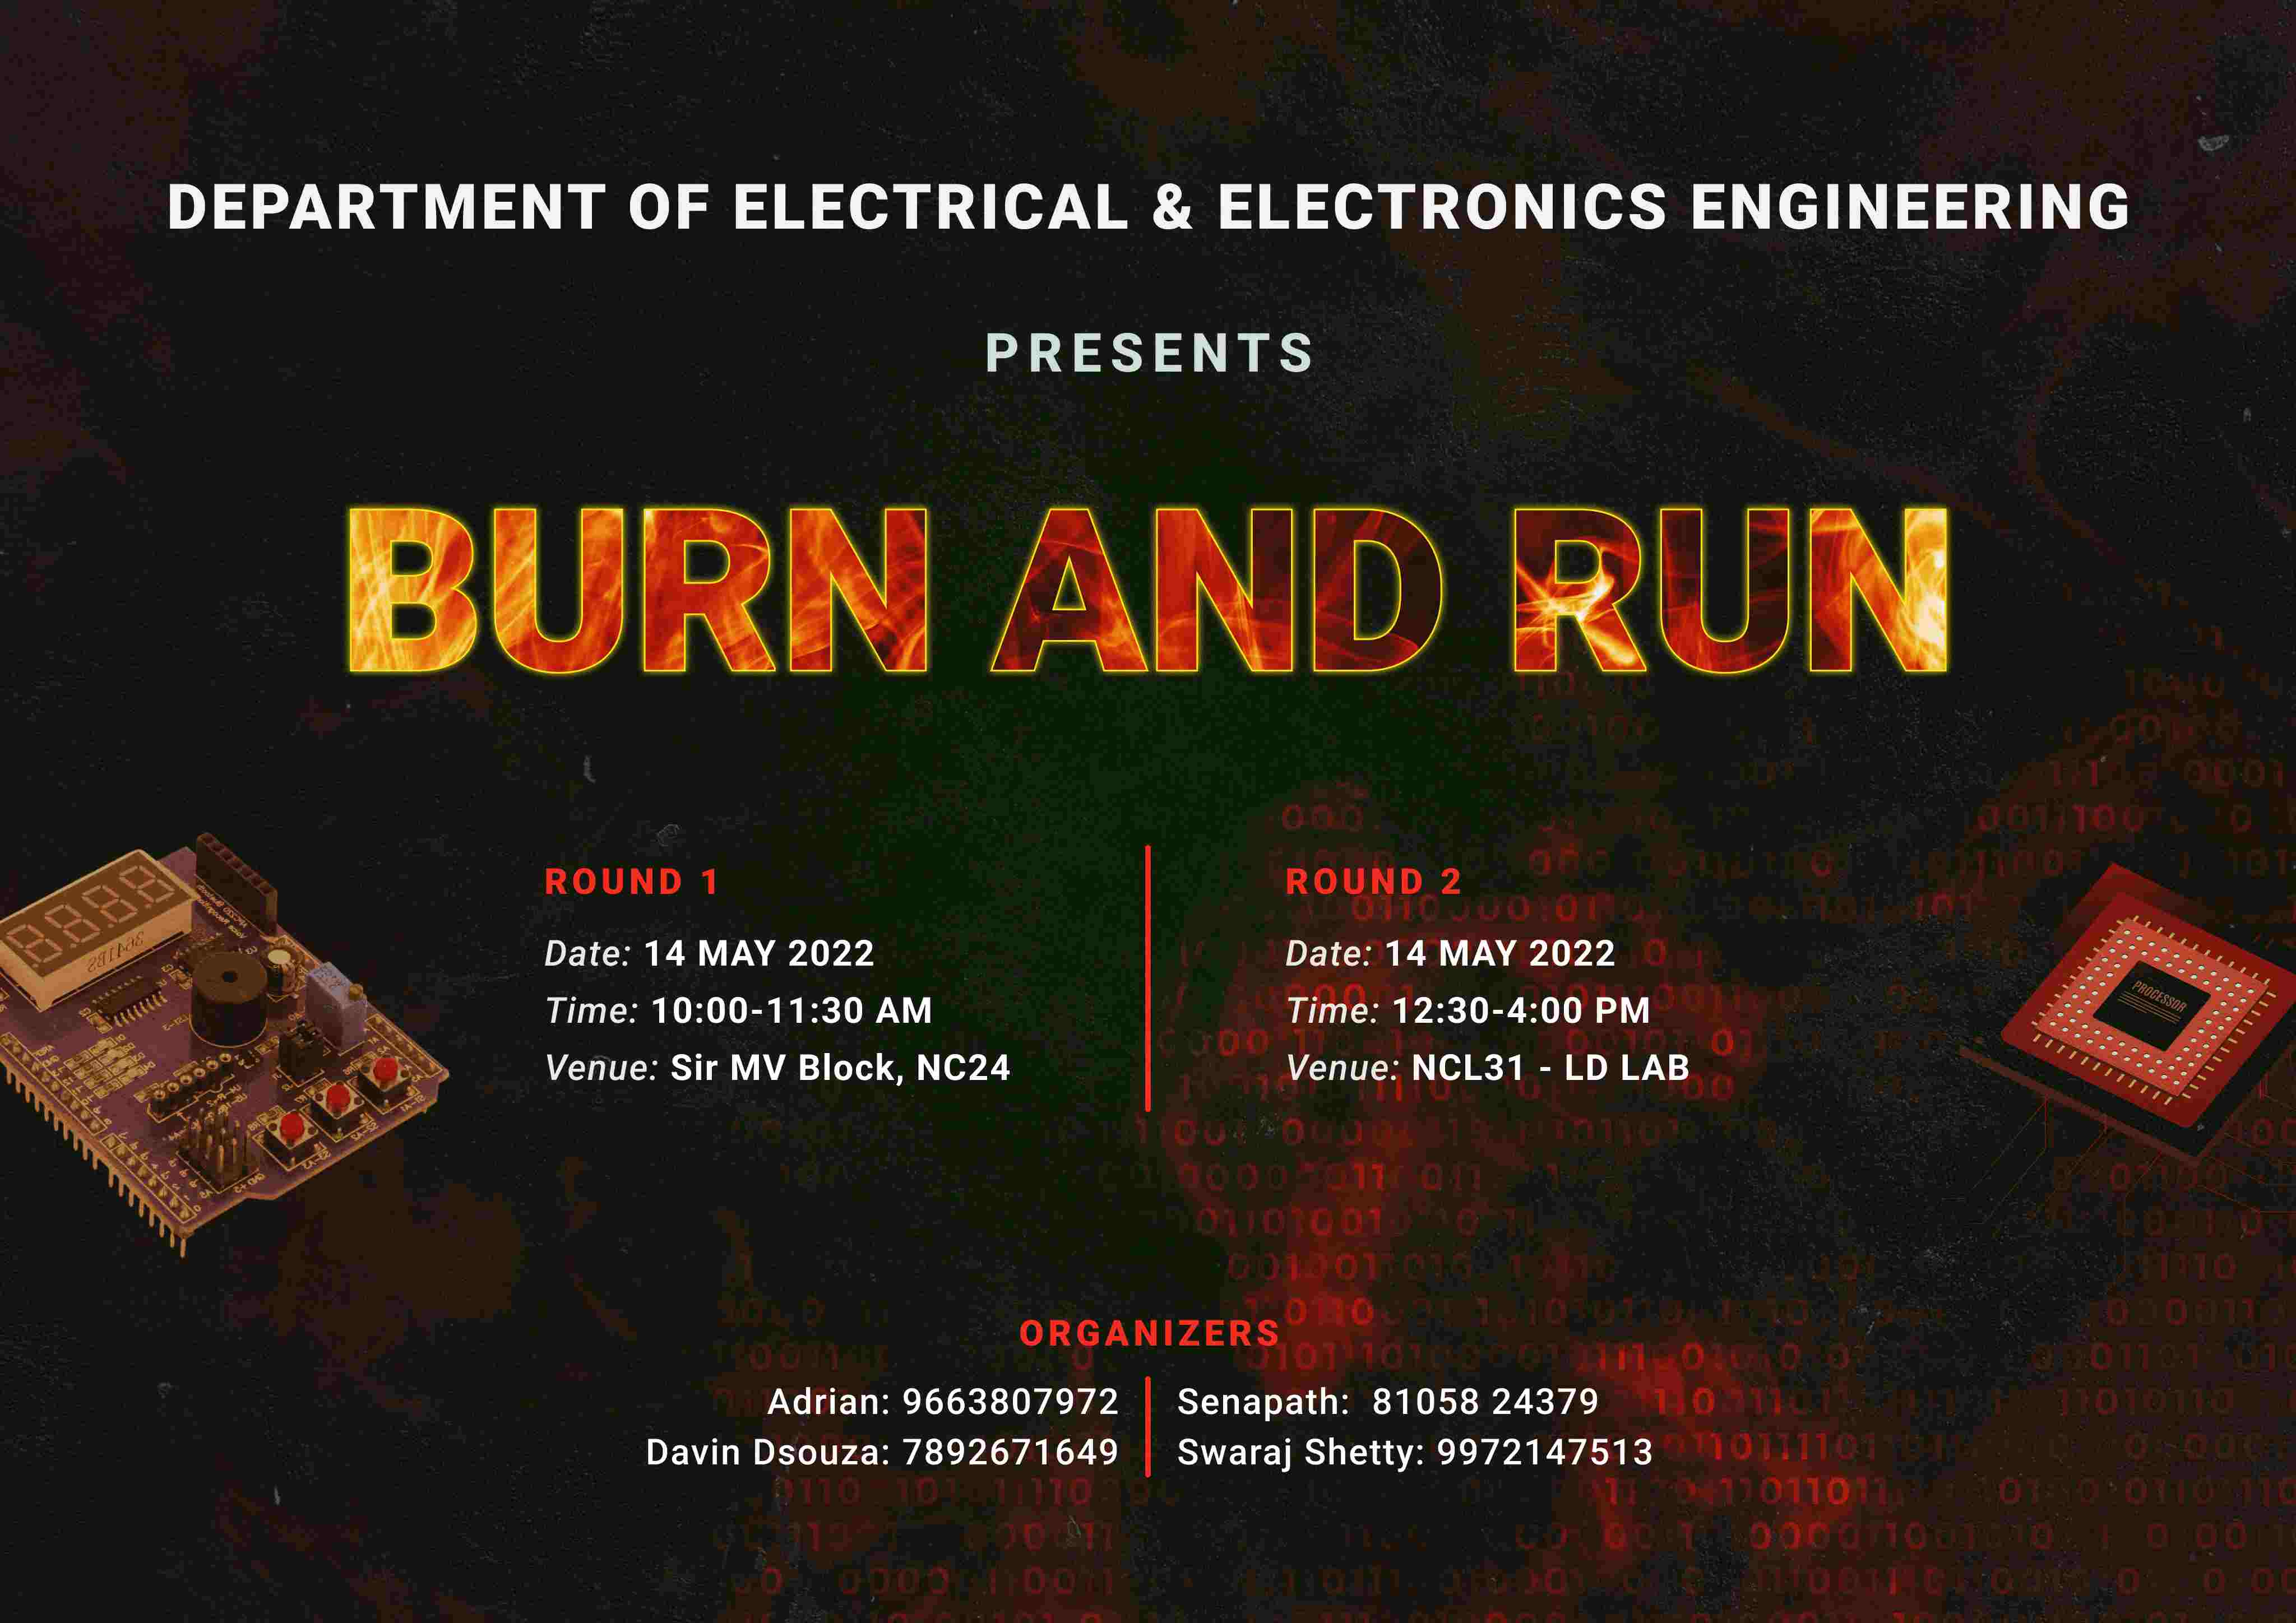 DEPARTMENT OF ELECTRICAL & ELECTRONICS ENGINEERING
PRESENTS
BURN AND RUN
ROUND 1
Date: 14 MAY 2022
Time: 10:00-11:30 AM
Venue: Sir MV Block, NC24
ROUND 2
Date: 14 MAY 2022
Time: 12:30-4:00 PM
Venue: NCL31 - LD LAB
PROCESSOR
ORGANIZERS
Adrian: 9663807972
Davin Dsouza: 7892671649
Senapath: 81058 24379
Swaraj Shetty: 9972147513